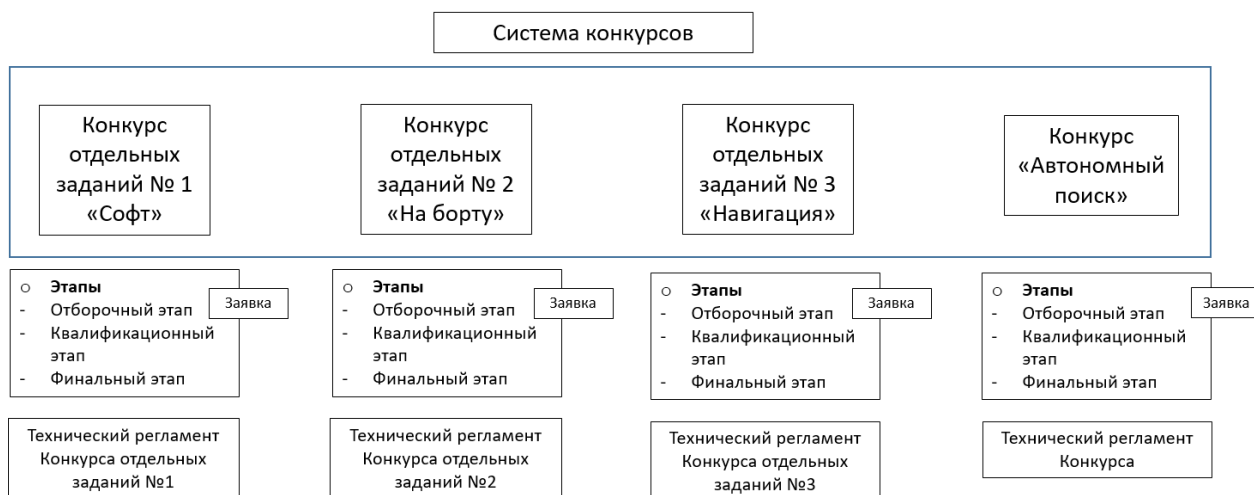 Система конкурсов
Конкурс
отдельных
заданий № 1
«Софт»
Конкурс
отдельных
заданий № 2
«На борту»
Конкурс
отдельных
заданий № 3
«Навигация»
Конкурс
«Автономный
поиск»
o Этапы
- Отборочный этап
- Квалификационный
этап
- Финальный этап
Заявка
o Этапы
- Отборочный этап
- Квалификационный
этап
- Финальный этап
Заявка
o Этапы
- Отборочный этап
- Квалификационный
этап
- Финальный этап
Заявка
o Этапы
- Отборочный этап
- Квалификационный
этап
- Финальный этап
Заявка
Технический регламент
Конкурса отдельных
заданий №1
Технический регламент
Конкурса отдельных
заданий №2
Технический регламент
Конкурса отдельных
заданий №3
Технический регламент
Конкурса